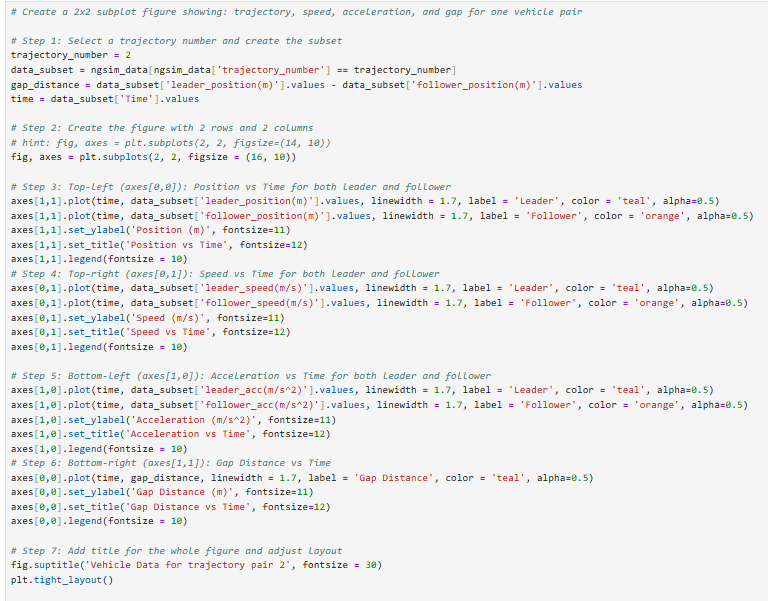 # Create a 2x2 subplot figure showing: trajectory, speed, acceleration, and gap for one vehicle pair
# Step 1: Select a trajectory number and create the subset
trajectory_number = 2
data_subset = ngsim_data[ngsim_data['trajectory_number'] == trajectory_number]
gap_distance = data_subset['leader_position(m)'].values - data_subset['follower_position(m)'].values
time = data_subset['Time'].values
# Step 2: Create the figure with 2 rows and 2 columns
# hint: fig, axes = plt.subplots(2, 2, figsize=(14, 10))
fig, axes = plt.subplots(2, 2, figsize = (16, 10))
# Step 3: Top-Left (axes[0,0]): Position vs Time for both leader and follower
axes[1,1].plot(time, data_subset['leader_position(m)'].values, linewidth = 1.7, label = 'Leader', color = 'teal', alpha=0.5)
axes[1,1].plot(time, data_subset['follower_position(m)'].values, linewidth = 1.7, label = 'Follower', color = 'orange', alpha=0.5)
axes[1,1].set_ylabel('Position (m)', fontsize=11)
axes[1,1].set_title('Position vs Time', fontsize=12)
axes[1,1].legend(fontsize = 10)
# Step 4: Top-right (axes[0,1]): Speed vs Time for both leader and follower
axes[0,1].plot(time, data_subset['leader_speed(m/s)'].values, linewidth = 1.7, label = 'Leader', color = 'teal', alpha=0.5)
axes[0,1].plot(time, data_subset['follower_speed(m/s)'].values, linewidth = 1.7, label = 'Follower', color = 'orange', alpha=0.5)
axes[0,1].set_ylabel('Speed (m/s)', fontsize=11)
axes[0,1].set_title('Speed vs Time', fontsize=12)
axes[0,1].legend(fontsize = 10)
# Step 5: Bottom-Left (axes[1,0]): Acceleration vs Time for both leader and follower
axes[1,0].plot(time, data_subset['leader_acc(m/s^2)'].values, linewidth = 1.7, label = 'Leader', color = 'teal', alpha=0.5)
axes[1,0].plot(time, data_subset['follower_acc(m/s^2)'].values, linewidth = 1.7, label = 'Follower', color = 'orange', alpha=0.5)
axes[1,0].set_ylabel('Acceleration (m/s^2)', fontsize=11)
axes[1,0].set_title('Acceleration vs Time', fontsize=12)
axes[1,0].legend(fontsize = 10)
# Step 6: Bottom-right (axes[1,1]): Gap Distance vs Time
axes[0,0].plot(time, gap_distance, linewidth = 1.7, label = 'Gap Distance', color = 'teal', alpha=0.5)
axes[0,0].set_ylabel('Gap Distance (m)', fontsize=11)
axes[0,0].set_title('Gap Distance vs Time', fontsize=12)
axes[0,0].legend(fontsize = 10)
# Step 7: Add title for the whole figure and adjust layout
fig.suptitle('Vehicle Data for trajectory pair 2', fontsize = 30)
plt.tight_layout()